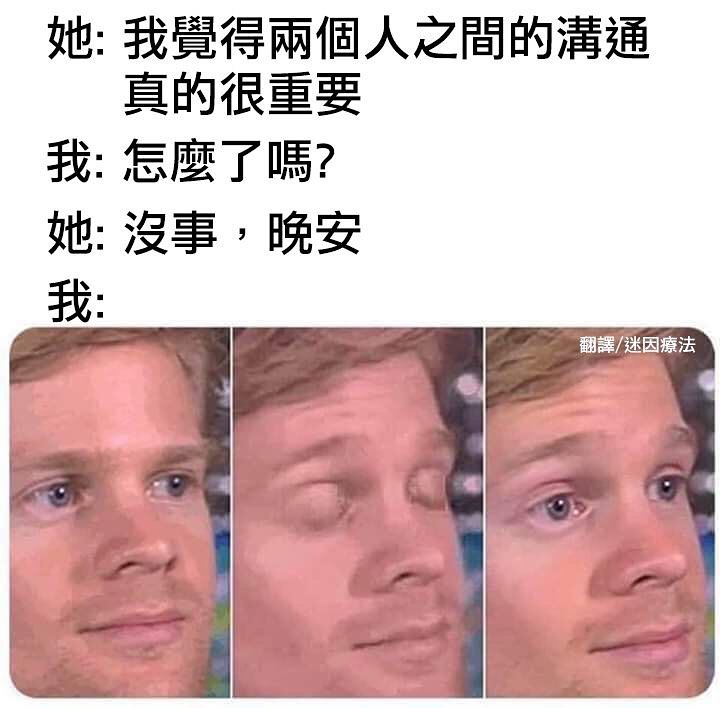 她: 我覺得兩個人之間的溝通
真的很重要
我: 怎麼了嗎?
她: 沒事，晚安
我:
翻譯/迷因療法